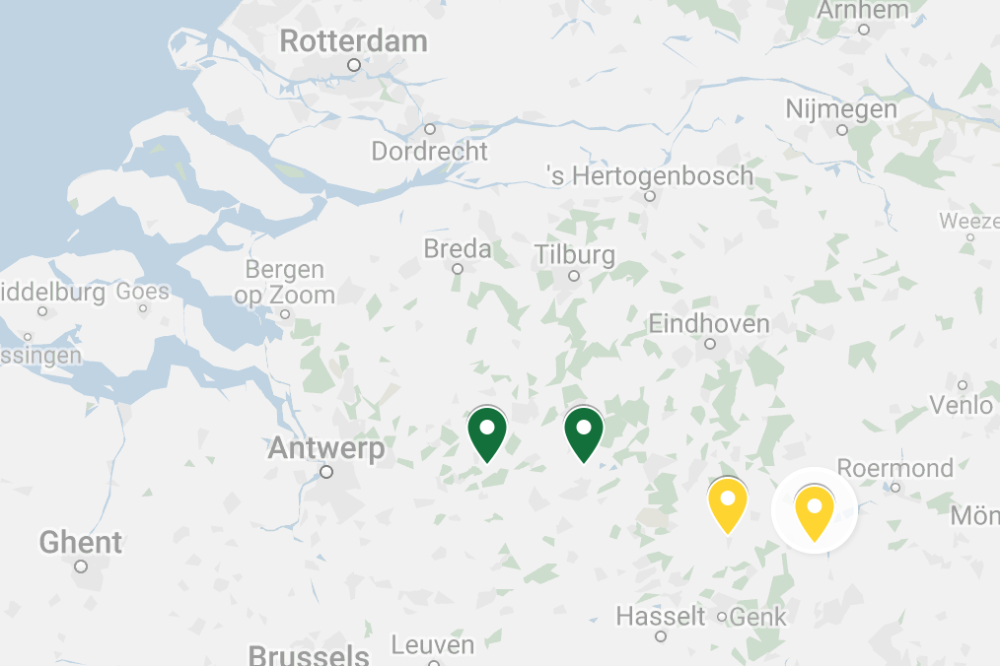 Arnhem
Rotterdam
Nijmegen
Dordrecht
's Hertogenbosch
Weeze
Breda
Tilburg
Bergen
op Zoom
iddelburg
Goes
Eindhoven
ssingen
Venlo
Antwerp
Roermond
Mön
Ghent
Hasselt
Genk
Leuven
Brussels